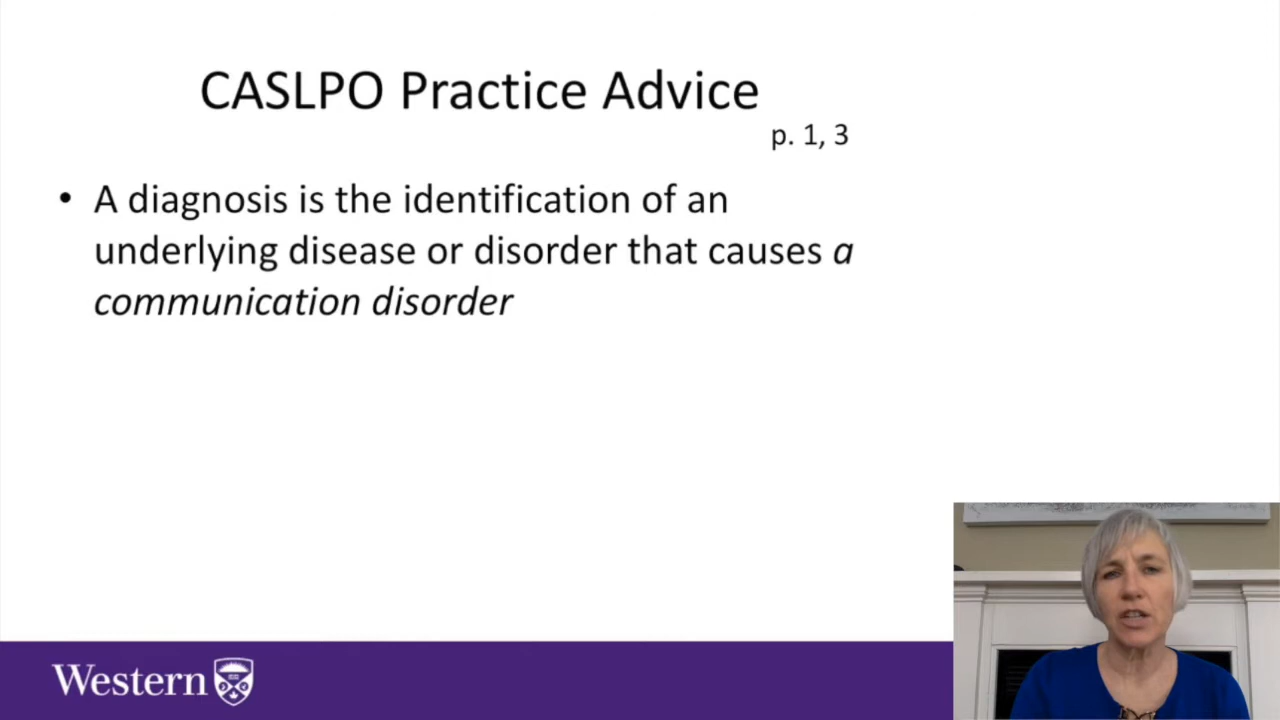 CASLPO Practice Advice
p. 1, 3
• A diagnosis is the identification of an
underlying disease or disorder that causes a
communication disorder
Western